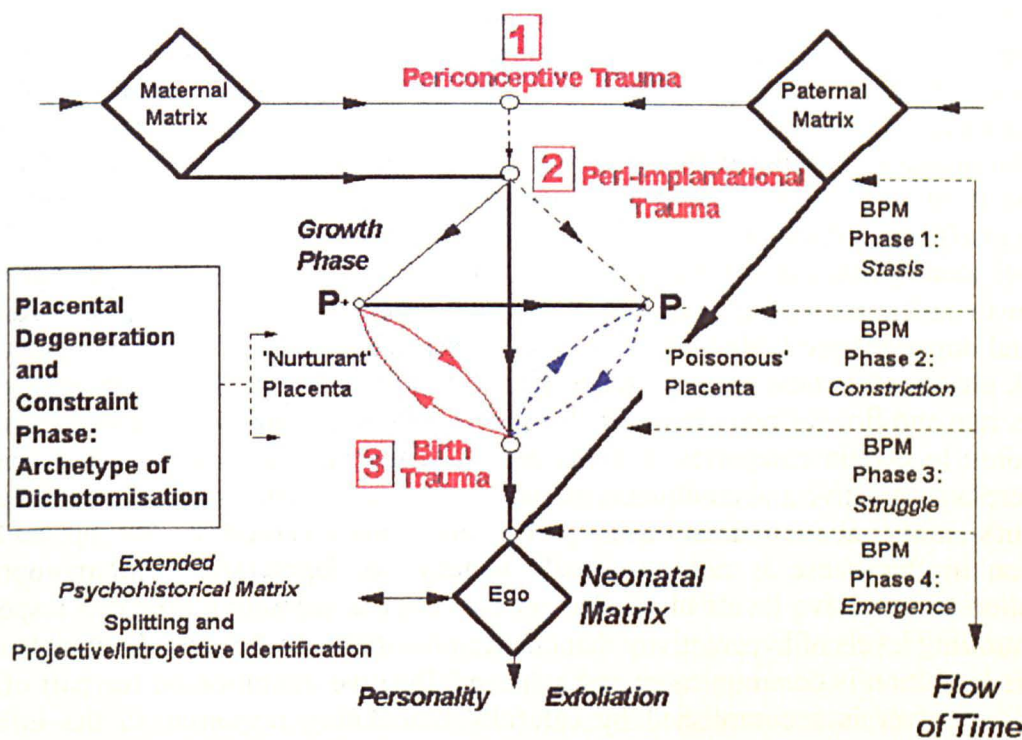 1
Periconceptive Trauma
Maternal
Matrix
Paternal
Matrix
2
Peri-implantational
Trauma
Growth
Phase
P+
P-
'Nurturant'
Placenta
'Poisonous'
Placenta
3
Birth
Trauma
Placental
Degeneration
and
Constraint
Phase:
Archetype of
Dichotomisation
BPM
Phase 1:
Stasis
BPM
Phase 2:
Constriction
BPM
Phase 3:
Struggle
BPM
Phase 4:
Emergence
Extended
Psychohistorical Matrix
Splitting and
Projective/Introjective Identification
Ego
Neonatal
Matrix
Personality
Exfoliation
Flow
of Time